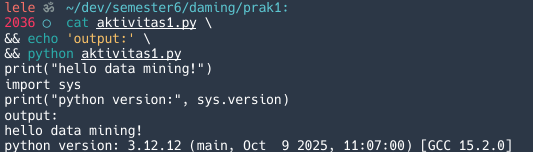 lele ॐ ~/dev/semester6/daming/prak1:
2036 ○ cat aktivitas1.py \
&& echo 'output:' \
&& python aktivitas1.py
print("hello data mining!")
import sys
print("python version:", sys.version)
output:
hello data mining!
python version: 3.12.12 (main, Oct  9 2025, 11:07:00) [GCC 15.2.0]